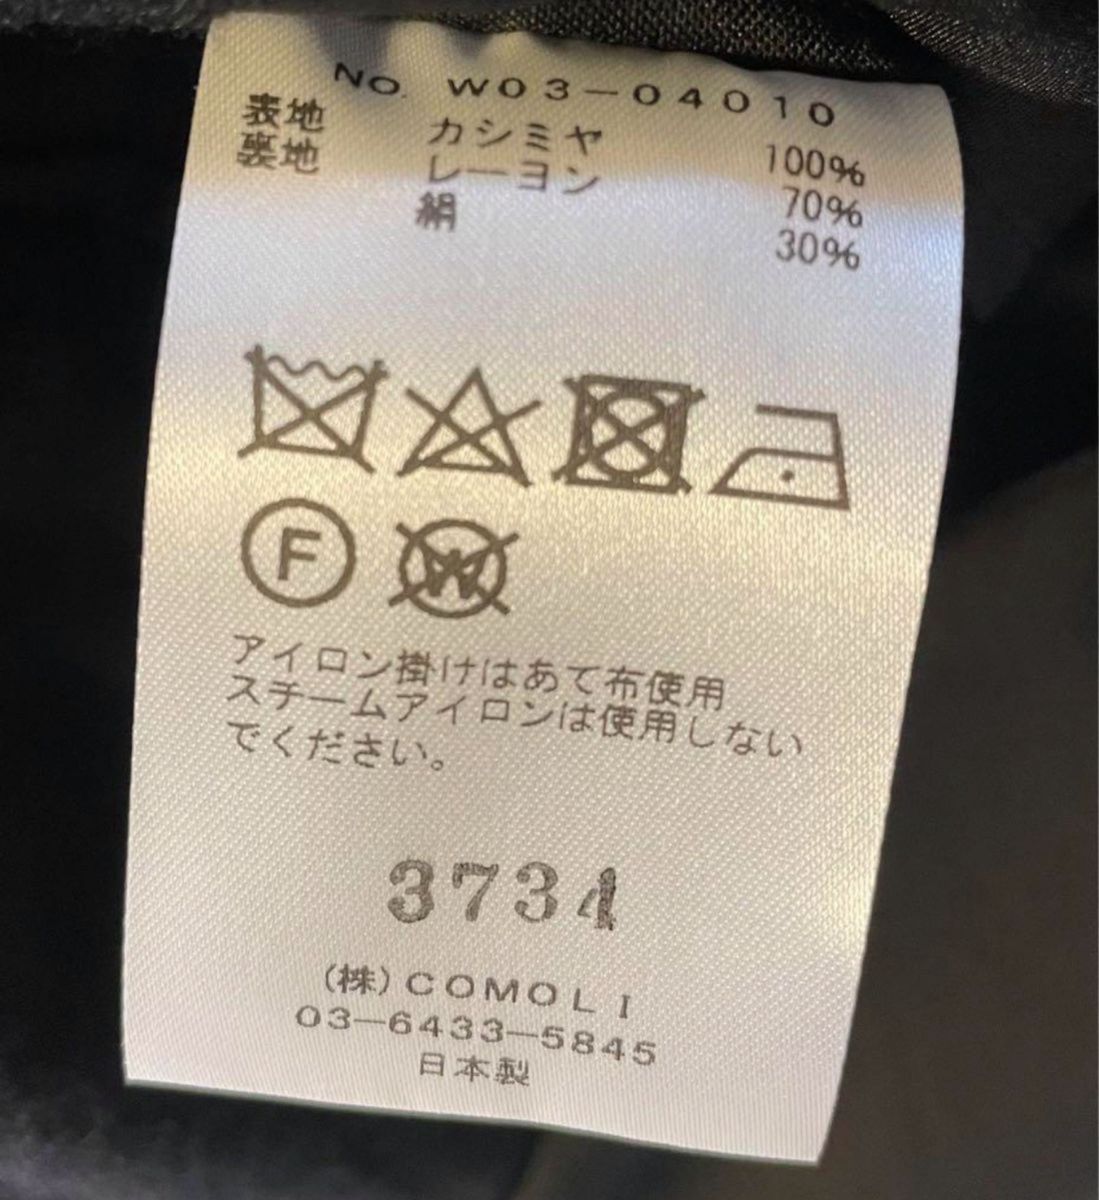 NO. W03-04010
表地 カシミヤ 100%
裏地 レーヨン 70%
絹 30%
F W
アイロン掛けはあて布使用
スチームアイロンは使用しない
でください。
3734
(株)COMOLI
03-6433-5845
日本製